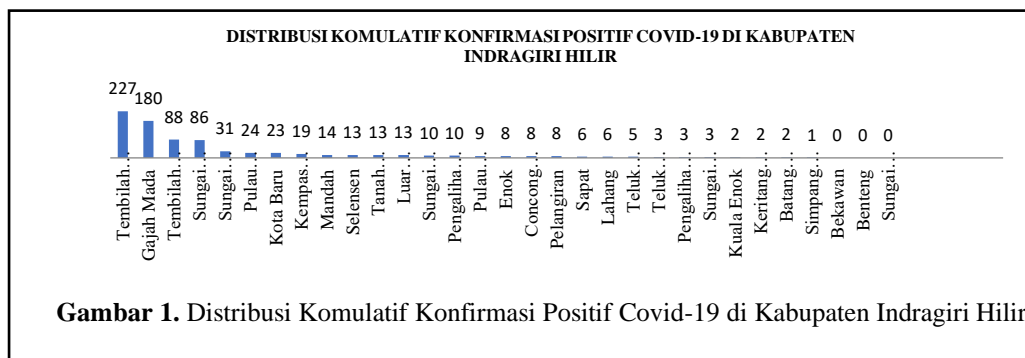 DISTRIBUSI KOMULATIF KONFIRMASI POSITIF COVID-19 DI KABUPATEN
INDRAGIRI HILIR
227 180 88 86 31 24 23 19 14 13 13 13 10 10 9 8 8 8 6 6 5 3 3 3 2 2 2 1 0 0 0
Tembilah…
Gajah Mada
Tembilah…
Sungai…
Sungai…
Pulau…
Kota Baru
Kempas…
Mandah
Selensen
Tanah…
Luar…
Sungai…
Pengaliha…
Pulau…
Enok
Concong…
Pelangiran
Sapat
Lahang
Teluk…
Teluk…
Pengaliha…
Sungai…
Kuala Enok
Keritang…
Batang…
Simpang…
Bekawan
Benteng
Sungai…
Gambar 1. Distribusi Komulatif Konfirmasi Positif Covid-19 di Kabupaten Indragiri Hilir